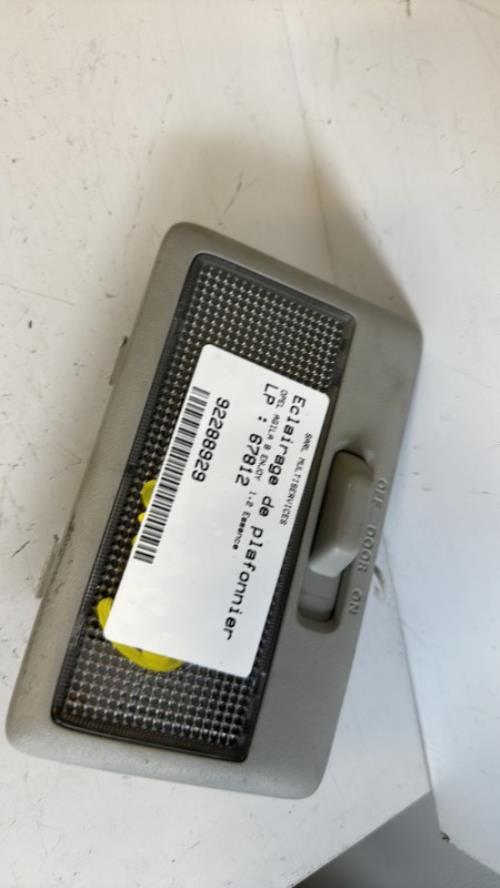 SARL MULTISERVICES
OPEL AGILA B ENJOY 1.2 Essence
Eclairage de plafonnier
LP : 67812
92288929
OFF DOOR ON